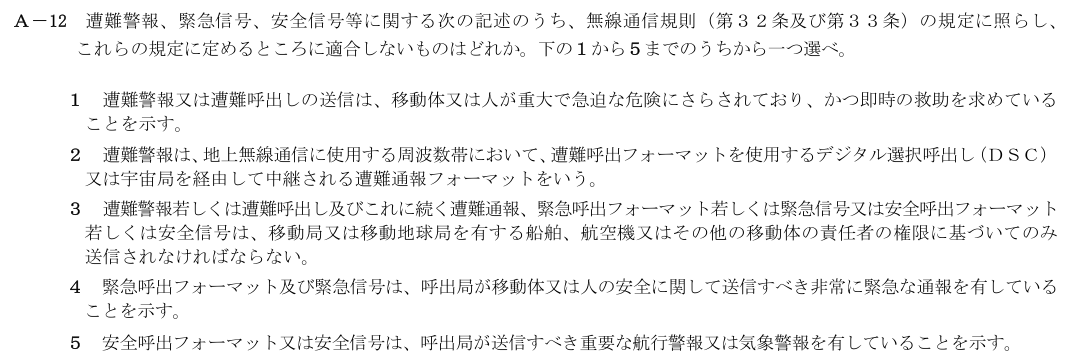 A－12　遭難警報、緊急信号、安全信号等に関する次の記述のうち、無線通信規則（第３２条及び第３３条）の規定に照らし、
これらの規定に定めるところに適合しないものはどれか。下の1から5までのうちから一つ選べ。
1　遭難警報又は遭難呼出しの送信は、移動体又は人が重大で急迫な危険にさらされており、かつ即時の救助を求めている
ことを示す。
2　遭難警報は、地上無線通信に使用する周波数帯において、遭難呼出フォーマットを使用するデジタル選択呼出し（ＤＳＣ）
又は宇宙局を経由して中継される遭難通報フォーマットをいう。
3　遭難警報若しくは遭難呼出し及びこれに続く遭難通報、緊急呼出フォーマット若しくは緊急信号又は安全呼出フォーマット
若しくは安全信号は、移動局又は移動地球局を有する船舶、航空機又はその他の移動体の責任者の権限に基づいてのみ
送信されなければならない。
4　緊急呼出フォーマット及び緊急信号は、呼出局が移動体又は人の安全に関して送信すべき非常に緊急な通報を有している
ことを示す。
5　安全呼出フォーマット又は安全信号は、呼出局が送信すべき重要な航行警報又は気象警報を有していることを示す。